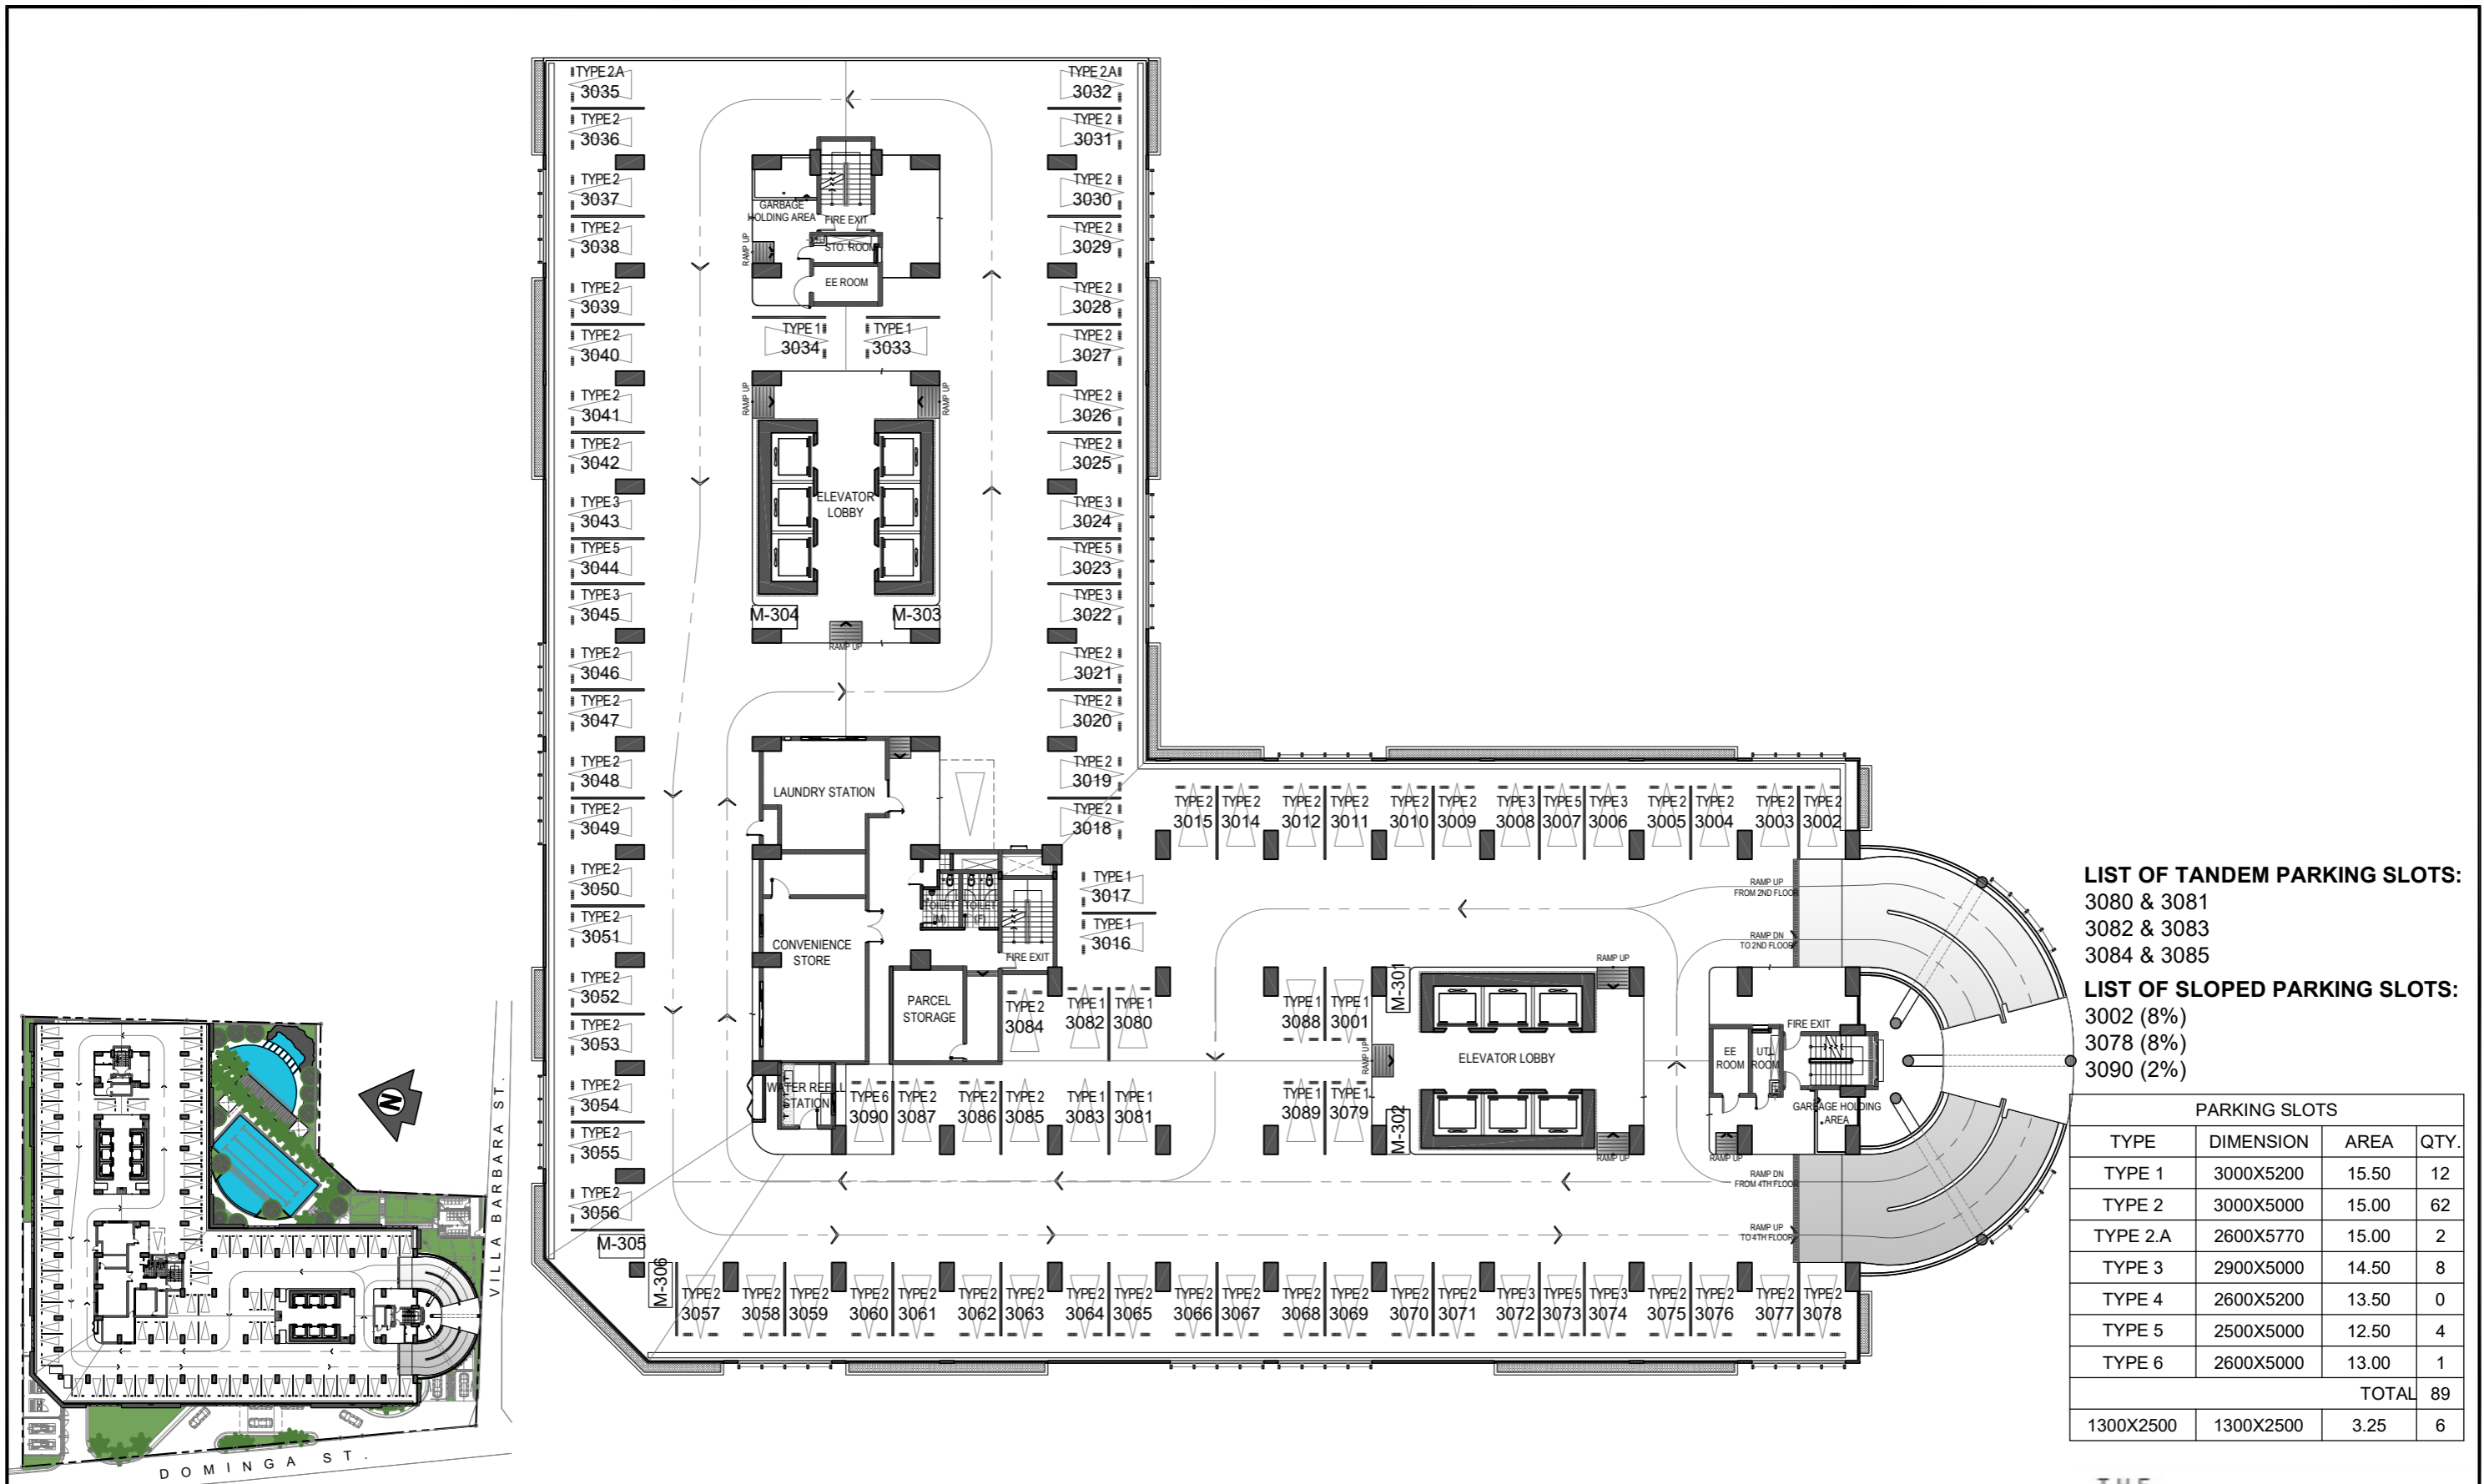 TYPE 2A
3035
TYPE 2
3036
TYPE 2
3037
TYPE 2
3038
TYPE 2
3039
TYPE 2
3040
TYPE 2
3041
TYPE 2
3042
TYPE 3
3043
TYPE 5
3044
TYPE 3
3045
TYPE 2
3046
TYPE 2
3047
TYPE 2
3048
TYPE 2
3049
TYPE 2
3050
TYPE 2
3051
TYPE 2
3052
TYPE 2
3053
TYPE 2
3054
TYPE 2
3055
TYPE 2
3056
M-305
M-306
GARBAGE
HOLDING AREA
FIRE EXIT
STO. ROOM
RAMP UP
EE ROOM
TYPE 1
3034
TYPE 1
3033
RAMP UP
RAMP UP
ELEVATOR
LOBBY
M-304
M-303
RAMP UP
TYPE 2A
3032
TYPE 2
3031
TYPE 2
3030
TYPE 2
3029
TYPE 2
3028
TYPE 2
3027
TYPE 2
3026
TYPE 2
3025
TYPE 3
3024
TYPE 5
3023
TYPE 3
3022
TYPE 2
3021
TYPE 2
3020
TYPE 2
3019
TYPE 2
3018
TYPE 1
3017
TYPE 1
3016
LAUNDRY STATION
CONVENIENCE
STORE
TOILET
(M)
TOILET
(F)
FIRE EXIT
PARCEL
STORAGE
WATER REFILL
STATION
TYPE 2 TYPE 2 TYPE 2 TYPE 2 TYPE 2 TYPE 2 TYPE 3 TYPE 5 TYPE 3 TYPE 2 TYPE 2 TYPE 2 TYPE 2
3015 3014 3012 3011 3010 3009 3008 3007 3006 3005 3004 3003 3002
RAMP UP
FROM 2ND FLOOR
RAMP DN
TO 2ND FLOOR
TYPE 2 TYPE 1 TYPE 1 TYPE 1 TYPE 1
3084 3082 3080 3088 3001
M-301
RAMP UP
RAMP UP
ELEVATOR LOBBY
FIRE EXIT
EE
ROOM
UTL
ROOM
GARBAGE HOLDING
AREA
TYPE 6 TYPE 2 TYPE 2 TYPE 2 TYPE 1 TYPE 1 TYPE 1 TYPE 1
3090 3087 3086 3085 3083 3081 3089 3079
M-302
RAMP UP
RAMP UP
RAMP DN
FROM 4TH FLOOR
RAMP UP
TO 4TH FLOOR
TYPE 2 TYPE 2 TYPE 2 TYPE 2 TYPE 2 TYPE 2 TYPE 2 TYPE 2 TYPE 2 TYPE 2 TYPE 2 TYPE 2 TYPE 2 TYPE 2 TYPE 2 TYPE 3 TYPE 5 TYPE 3 TYPE 2 TYPE 2 TYPE 2 TYPE 2
3057 3058 3059 3060 3061 3062 3063 3064 3065 3066 3067 3068 3069 3070 3071 3072 3073 3074 3075 3076 3077 3078
N
VILLA BARBARA ST.
DOMINGA ST.
LIST OF TANDEM PARKING SLOTS:
3080 & 3081
3082 & 3083
3084 & 3085
LIST OF SLOPED PARKING SLOTS:
3002 (8%)
3078 (8%)
3090 (2%)
PARKING SLOTS
TYPE DIMENSION AREA QTY.
TYPE 1 3000X5200 15.50 12
TYPE 2 3000X5000 15.00 62
TYPE 2.A 2600X5770 15.00 2
TYPE 3 2900X5000 14.50 8
TYPE 4 2600X5200 13.50 0
TYPE 5 2500X5000 12.50 4
TYPE 6 2600X5000 13.00 1
TOTAL 89
1300X2500 1300X2500 3.25 6